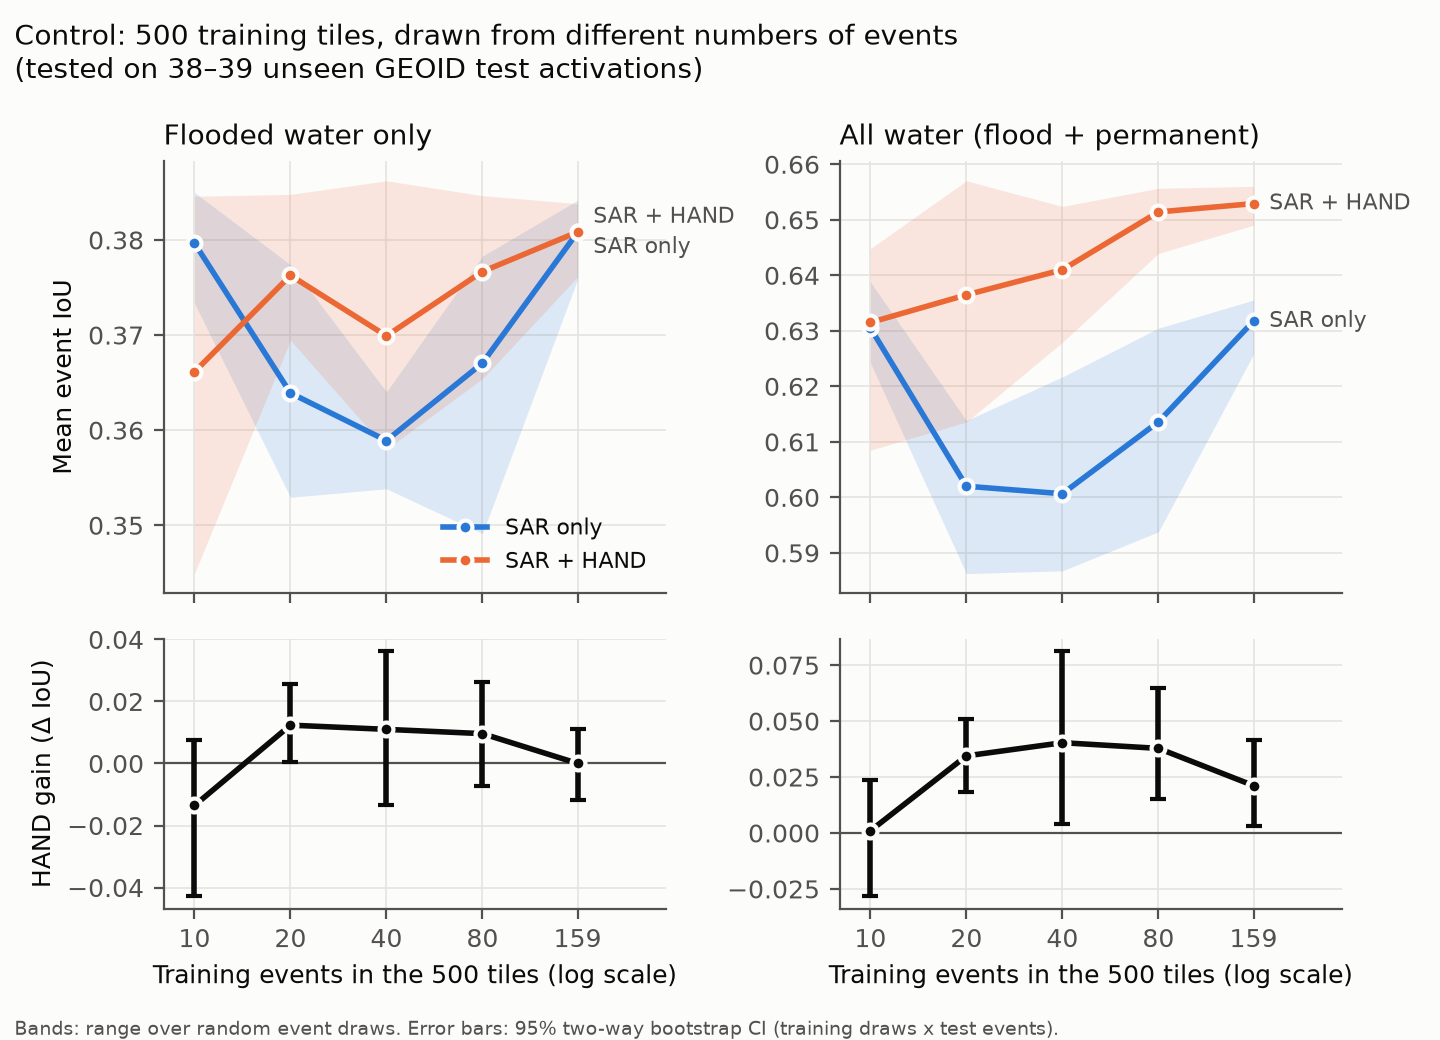 Control: 500 training tiles, drawn from different numbers of events
(tested on 38–39 unseen GEOID test activations)
Flooded water only
Mean event IoU
0.38
0.37
0.36
0.35
SAR + HAND
SAR only
SAR only
SAR + HAND
All water (flood + permanent)
0.66
0.65
0.64
0.63
0.62
0.61
0.60
0.59
SAR + HAND
SAR only
HAND gain (Δ IoU)
0.04
0.02
0.00
−0.02
−0.04
10 20 40 80 159
Training events in the 500 tiles (log scale)
0.075
0.050
0.025
0.000
−0.025
10 20 40 80 159
Training events in the 500 tiles (log scale)
Bands: range over random event draws. Error bars: 95% two-way bootstrap CI (training draws x test events).